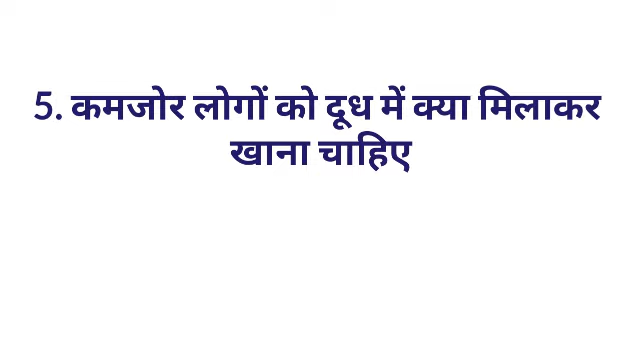 5. कमजोर लोगों को दूध में क्या मिलाकर
खाना चाहिए